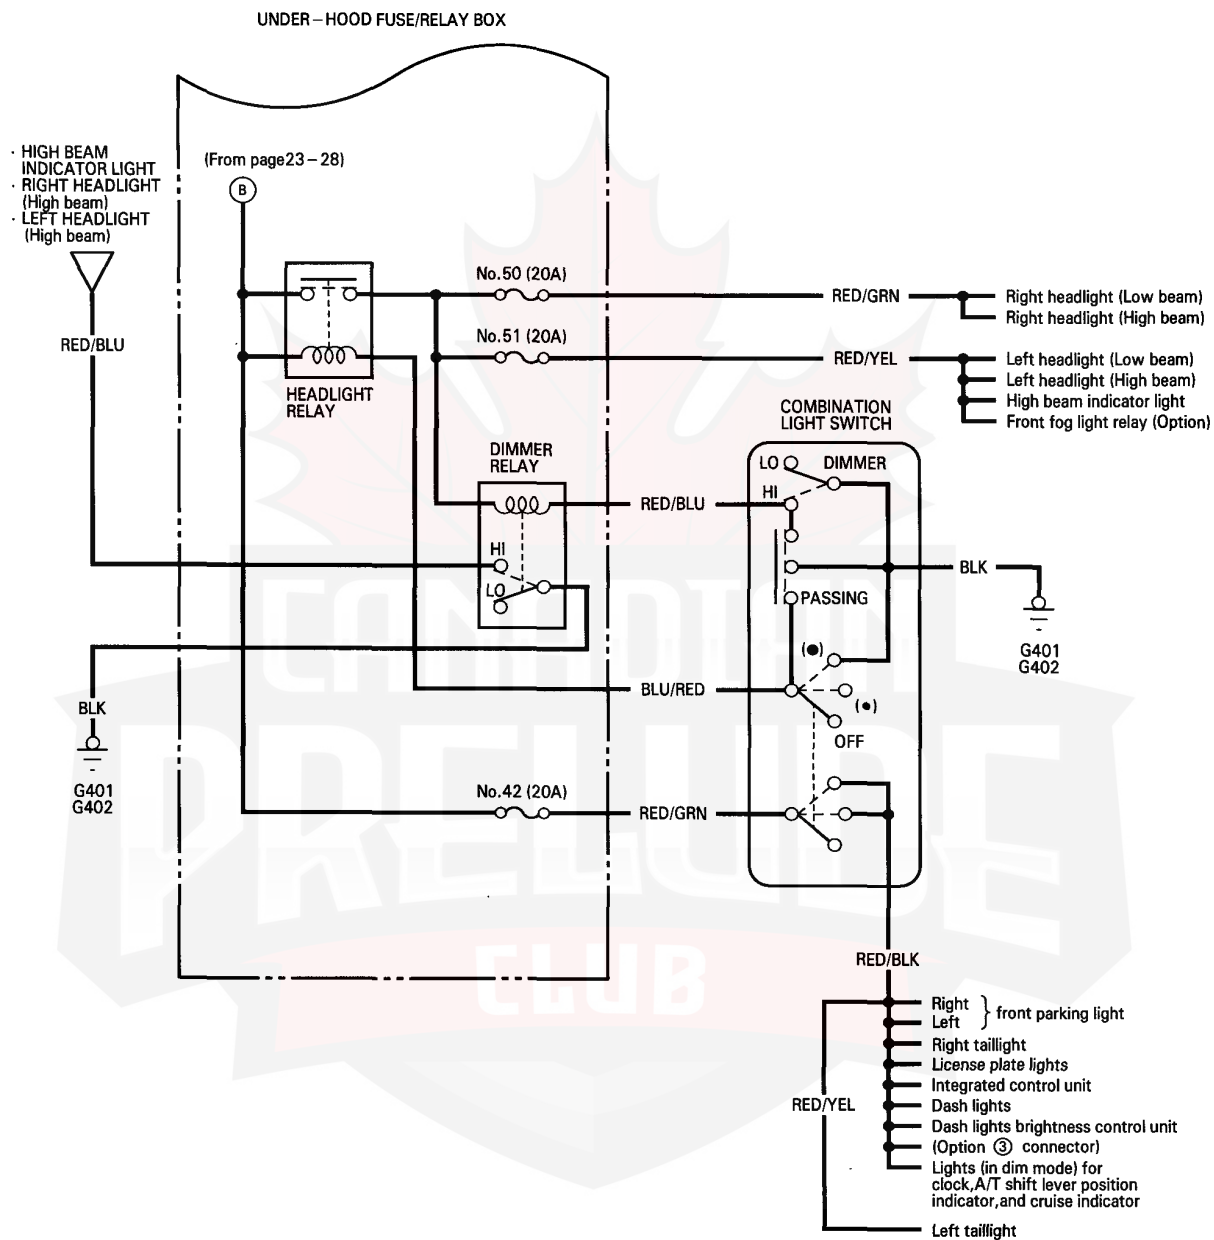 UNDER-HOOD FUSE/RELAY BOX
· HIGH BEAM
INDICATOR LIGHT
· RIGHT HEADLIGHT
(High beam)
· LEFT HEADLIGHT
(High beam)
(From page23-28)
B
No.50 (20A)
RED/GRN
Right headlight (Low beam)
Right headlight (High beam)
RED/BLU
No.51 (20A)
RED/YEL
Left headlight (Low beam)
Left headlight (High beam)
High beam indicator light
Front fog light relay (Option)
HEADLIGHT
RELAY
COMBINATION
LIGHT SWITCH
DIMMER
RELAY
LO
DIMMER
HI
RED/BLU
HI
LO
BLK
PASSING
G401
G402
(●)
BLU/RED
(•)
OFF
BLK
G401
G402
No.42 (20A)
RED/GRN
CANADIAN
PRELUDE
CLUB
RED/BLK
Right
Left
} front parking light
Right taillight
License plate lights
Integrated control unit
RED/YEL
Dash lights
Dash lights brightness control unit
(Option ③ connector)
Lights (in dim mode) for
clock,A/T shift lever position
indicator,and cruise indicator
Left taillight